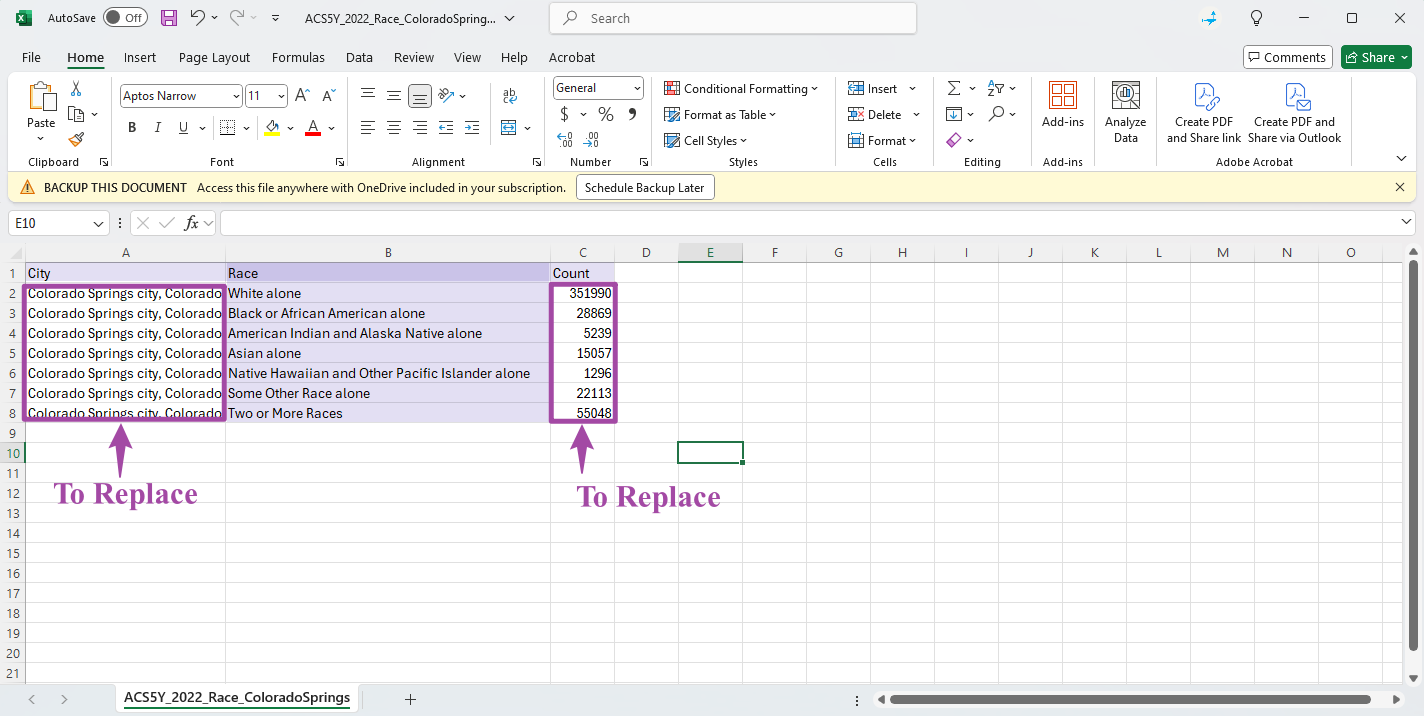 AutoSave Off ACS5Y_2022_Race_ColoradoSpring... Search
File Home Insert Page Layout Formulas Data Review View Help Acrobat Comments Share
Paste
Clipboard
Aptos Narrow 11
B I U A
Font
ab
Alignment
General
$ % 9
Number
Conditional Formatting
Format as Table
Cell Styles
Styles
Insert
Delete
Format
Cells
Editing
Add-ins
Add-ins
Analyze
Data
Create PDF
and Share link
Create PDF and
Share via Outlook
Adobe Acrobat
BACKUP THIS DOCUMENT Access this file anywhere with OneDrive included in your subscription. Schedule Backup Later
E10 fx
A B C D E F G H I J K L M N O
1 City Race Count
2 Colorado Springs city, Colorado White alone 351990
3 Colorado Springs city, Colorado Black or African American alone 28869
4 Colorado Springs city, Colorado American Indian and Alaska Native alone 5239
5 Colorado Springs city, Colorado Asian alone 15057
6 Colorado Springs city, Colorado Native Hawaiian and Other Pacific Islander alone 1296
7 Colorado Springs city, Colorado Some Other Race alone 22113
8 Colorado Springs city, Colorado Two or More Races 55048
9
10
11
12
To Replace To Replace
13
14
15
16
17
18
19
20
21
ACS5Y_2022_Race_ColoradoSprings